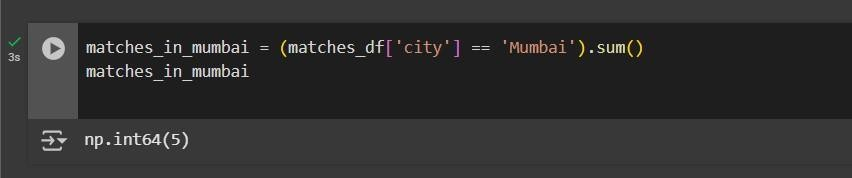 matches_in_mumbai = (matches_df['city'] == 'Mumbai').sum()
matches_in_mumbai
3s
np.int64(5)